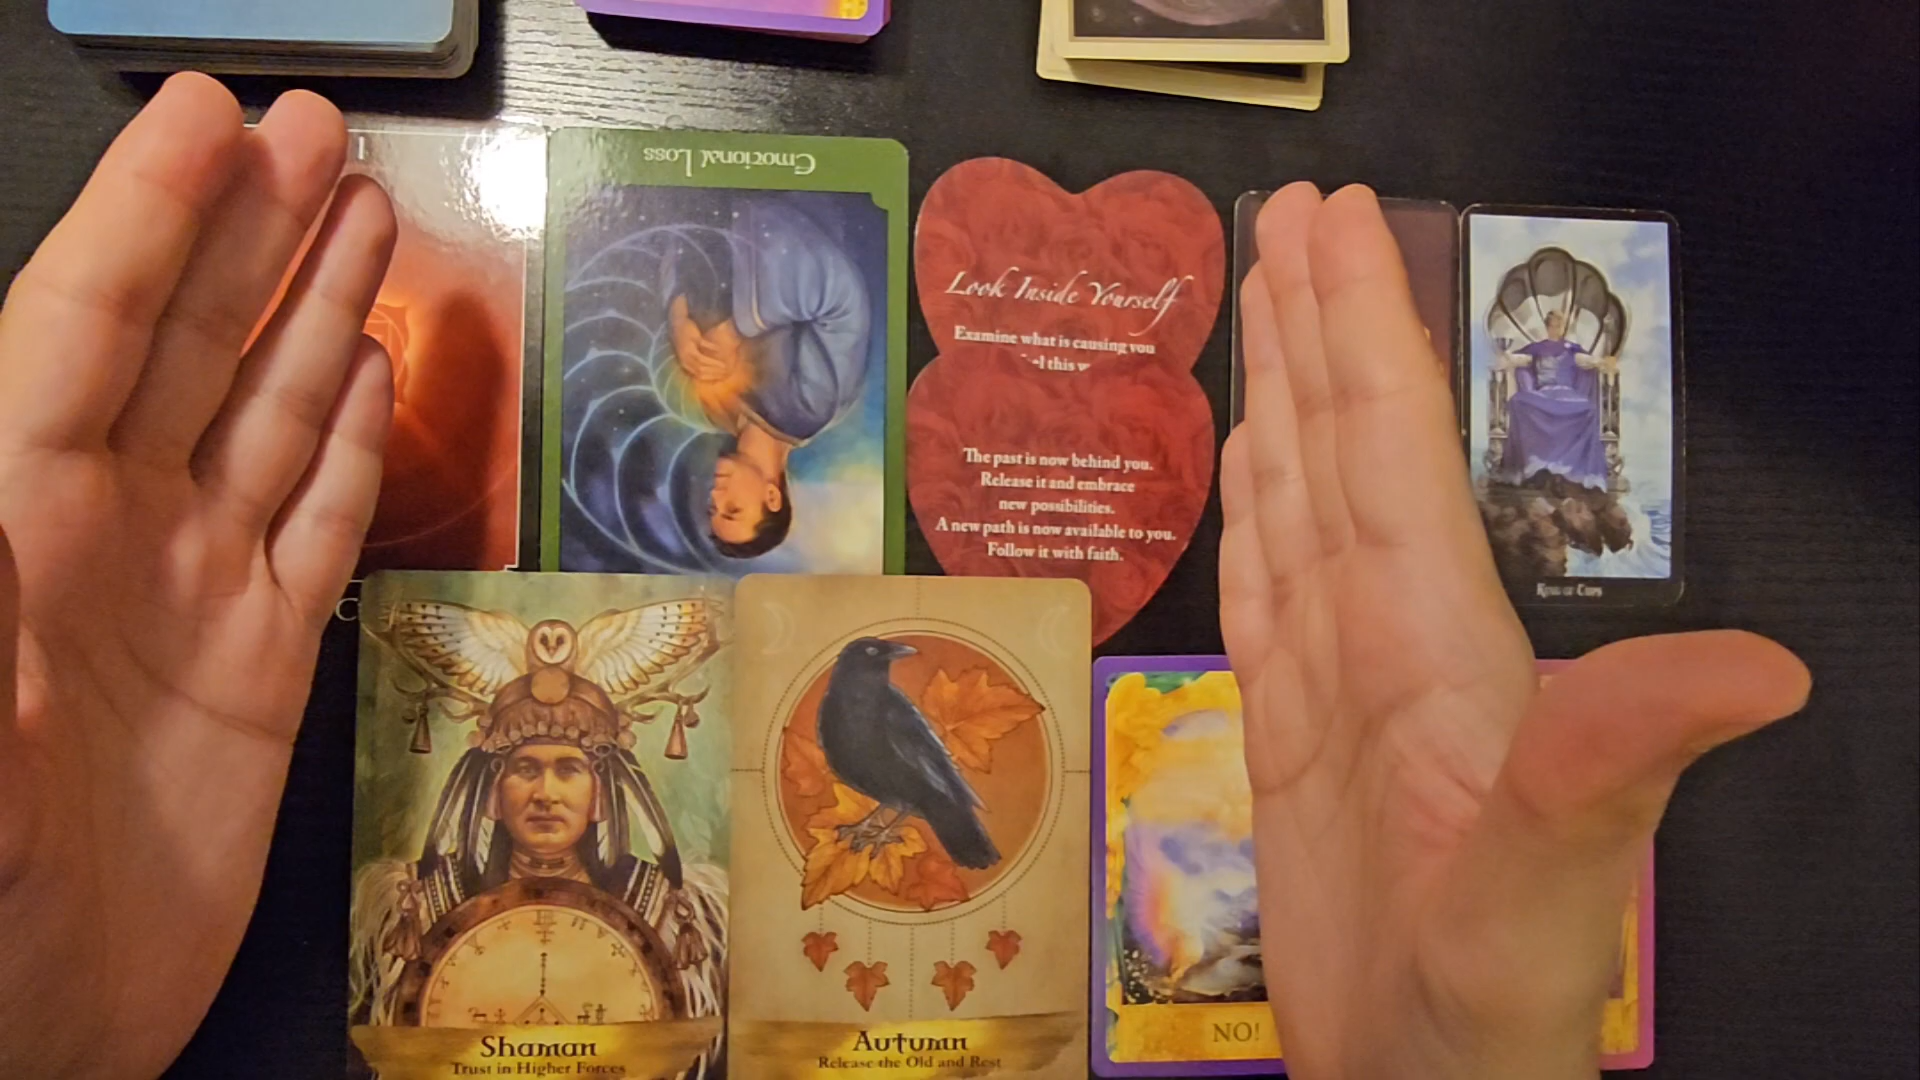 I
Emotional Loss
Look Inside Yourself
Examine what is causing you
this
The past is now behind you.
Release it and embrace
new possibilities.
A new path is now available to you.
Follow it with faith.
King of Cups
C
Shaman
Trust in Higher Forces
Autumn
Release the Old and Rest
NO!